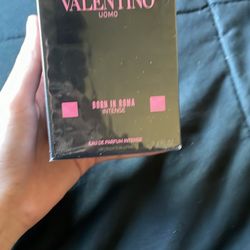 VALENTINO
UOMO
BORN IN ROMA
INTENSE
EAU DE PARFUM INTENSE